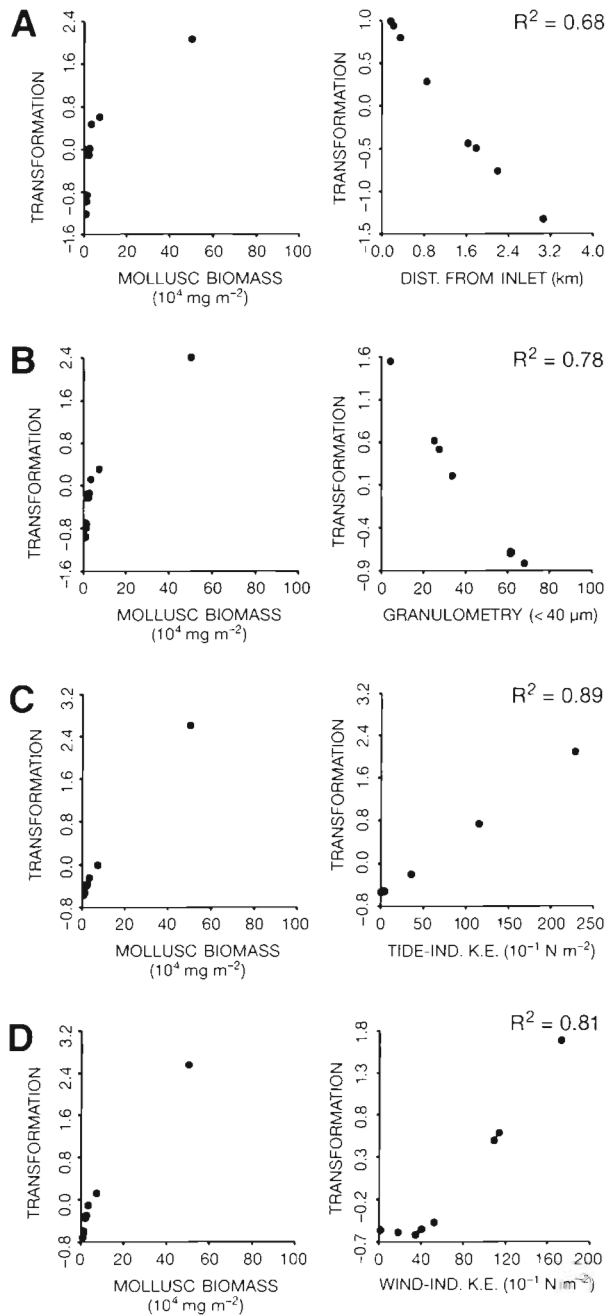 A
R² = 0.68
TRANSFORMATION
2.4
1.6
0.8
0.0
−0.8
−1.6
0 20 40 60 80 100
MOLLUSC BIOMASS
(10⁴ mg m⁻²)
TRANSFORMATION
1.0
0.5
0.0
−0.5
−1.0
−1.5
0.0 0.8 1.6 2.4 3.2 4.0
DIST. FROM INLET (km)
B
R² = 0.78
TRANSFORMATION
2.4
1.6
0.8
0.0
−0.8
−1.6
0 20 40 60 80 100
MOLLUSC BIOMASS
(10⁴ mg m⁻²)
TRANSFORMATION
1.6
1.1
0.6
0.1
−0.4
−0.9
0 20 40 60 80 100
GRANULOMETRY (< 40 μm)
C
R² = 0.89
TRANSFORMATION
3.2
2.4
1.6
0.8
0.0
−0.8
0 20 40 60 80 100
MOLLUSC BIOMASS
(10⁴ mg m⁻²)
TRANSFORMATION
3.2
2.4
1.6
0.8
0.0
−0.8
0 50 100 150 200 250
TIDE-IND. K.E. (10⁻¹ N m⁻²)
D
R² = 0.81
TRANSFORMATION
3.2
2.4
1.6
0.8
0.0
−0.8
0 20 40 60 80 100
MOLLUSC BIOMASS
(10⁴ mg m⁻²)
TRANSFORMATION
1.8
1.3
0.8
0.3
−0.2
−0.7
0 40 80 120 160 200
WIND-IND. K.E. (10⁻¹ N m⁻²)